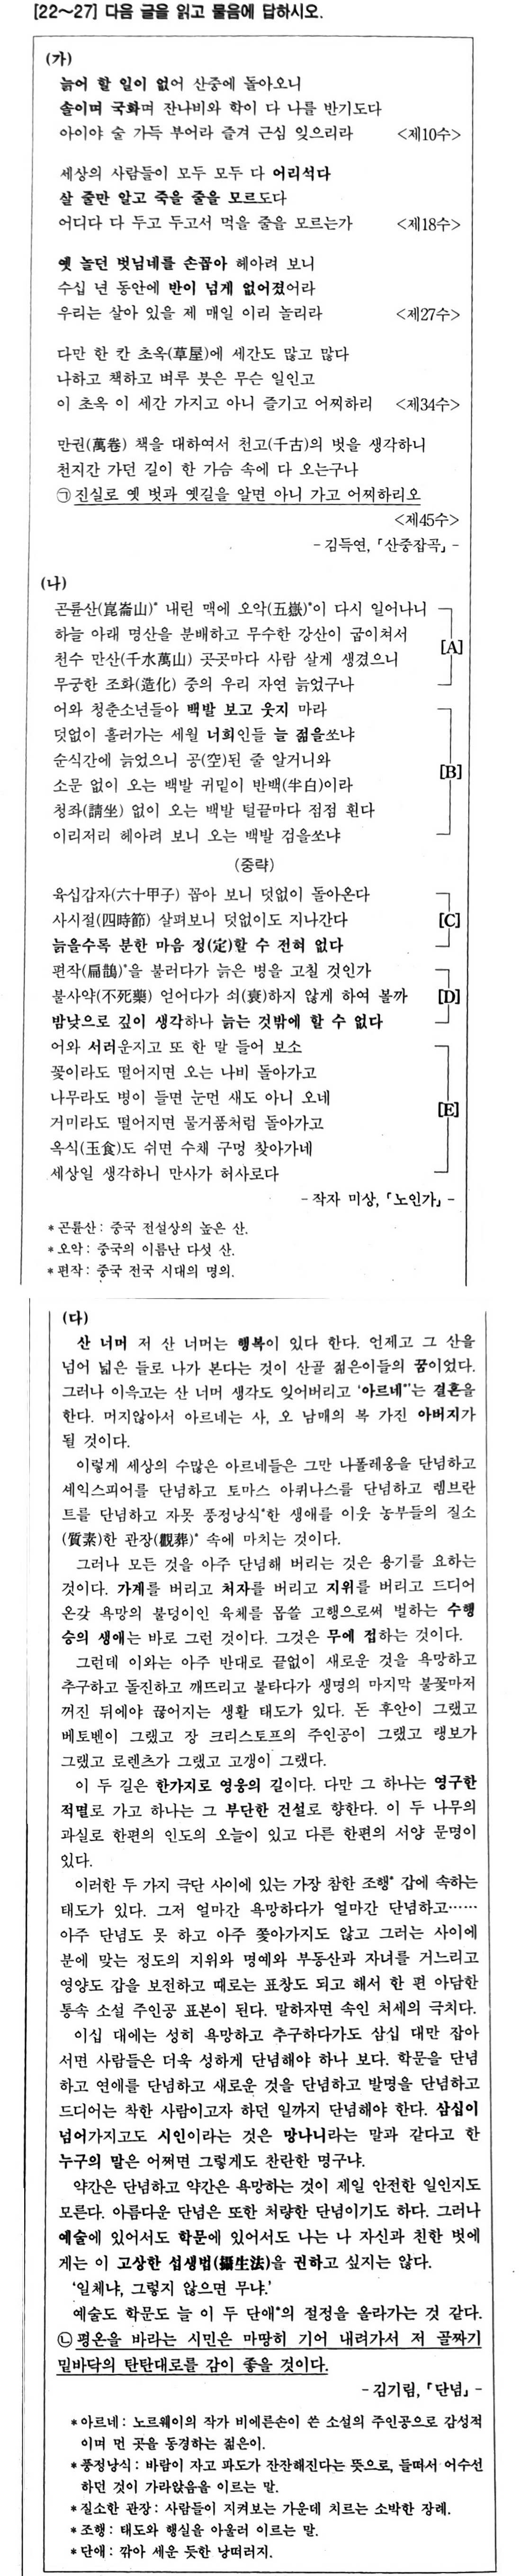 [22~27] 다음 글을 읽고 물음에 답하시오.
(가)
늙어 할 일이 없어 산중에 돌아오니
솔이며 국화며 잔나비와 학이 다 나를 반기도다
아이야 술 가득 부어라 즐겨 근심 잊으리라 <제10수>
세상의 사람들이 모두 모두 다 어리석다
살 줄만 알고 죽을 줄을 모르도다
어디다 다 두고 두고서 먹을 줄을 모르는가 <제18수>
옛 놀던 벗님네를 손꼽아 헤아려 보니
수십 년 동안에 반이 넘게 없어졌어라
우리는 살아 있을 제 매일 이리 놀리라 <제27수>
다만 한 칸 초옥(草屋)에 세간도 많고 많다
나하고 책하고 벼루 붓은 무슨 일인고
이 초옥 이 세간 가지고 아니 즐기고 어찌하리 <제34수>
만권(萬卷) 책을 대하여서 천고(千古)의 벗을 생각하니
천지간 가던 길이 한 가슴 속에 다 오는구나
㉠ 진실로 옛 벗과 옛길을 알면 아니 가고 어찌하리오
<제45수>
- 김득연, 「산중잡곡」 -
(나)
곤륜산(崑崙山)* 내린 맥에 오악(五嶽)*이 다시 일어나니
하늘 아래 명산을 분배하고 무수한 강산이 굽이쳐서
천수 만산(千水萬山) 곳곳마다 사람 살게 생겼으니 [A]
무궁한 조화(造化) 중의 우리 자연 늙었구나
어와 청춘소년들아 백발 보고 웃지 마라
덧없이 흘러가는 세월 너희인들 늘 젊을쏘냐
순식간에 늙었으니 공(空)된 줄 알거니와 [B]
소문 없이 오는 백발 귀밑이 반백(半白)이라
청좌(請坐) 없이 오는 백발 털끝마다 점점 흰다
이리저리 헤아려 보니 오는 백발 검을쏘냐
(중략)
육십갑자(六十甲子) 꼽아 보니 덧없이 돌아온다
사시절(四時節) 살펴보니 덧없이도 지나간다 [C]
늙을수록 분한 마음 정(定)할 수 전혀 없다
편작(扁鵲)*을 불러다가 늙은 병을 고칠 것인가
불사약(不死藥) 얻어다가 쇠(衰)하지 않게 하여 볼까 [D]
밤낮으로 깊이 생각하나 늙는 것밖에 할 수 없다
어와 서러운지고 또 한 말 들어 보소
꽃이라도 떨어지면 오는 나비 돌아가고
나무라도 병이 들면 눈먼 새도 아니 오네
거미라도 떨어지면 물거품처럼 돌아가고 [E]
옥식(玉食)도 쉬면 수채 구멍 찾아가네
세상일 생각하니 만사가 허사로다
- 작자 미상, 「노인가」 -
* 곤륜산 : 중국 전설상의 높은 산.
* 오악 : 중국의 이름난 다섯 산.
* 편작 : 중국 전국 시대의 명의.
(다)
산 너머 저 산 너머는 행복이 있다 한다. 언제고 그 산을
넘어 넓은 들로 나가 본다는 것이 산골 젊은이들의 꿈이었다.
그러나 이윽고는 산 너머 생각도 잊어버리고 ‘아르네*’는 결혼을
한다. 머지않아서 아르네는 사, 오 남매의 복 가진 아버지가
될 것이다.
이렇게 세상의 수많은 아르네들은 그만 나폴레옹을 단념하고
셰익스피어를 단념하고 토마스 아퀴나스를 단념하고 렘브란
트를 단념하고 자못 풍정낭식*한 생애를 이웃 농부들의 질소
(質素)한 관장(觀葬)* 속에 마치는 것이다.
그러나 모든 것을 아주 단념해 버리는 것은 용기를 요하는
것이다. 가계를 버리고 처자를 버리고 지위를 버리고 드디어
온갖 욕망의 불덩이인 육체를 몹쓸 고행으로써 벌하는 수행
승의 생애는 바로 그런 것이다. 그것은 무에 접하는 것이다.
그런데 이와는 아주 반대로 끝없이 새로운 것을 욕망하고
추구하고 돌진하고 깨뜨리고 불타다가 생명의 마지막 불꽃마저
꺼진 뒤에야 끊어지는 생활 태도가 있다. 돈 후안이 그랬고
베토벤이 그랬고 장 크리스토프의 주인공이 그랬고 랭보가
그랬고 로렌츠가 그랬고 고갱이 그랬다.
이 두 길은 한가지로 영웅의 길이다. 다만 그 하나는 영구한
적멸로 가고 하나는 그 부단한 건설로 향한다. 이 두 나무의
과실로 한편의 인도의 오늘이 있고 다른 한편의 서양 문명이
있다.
이러한 두 가지 극단 사이에 있는 가장 참한 조행* 갑에 속하는
태도가 있다. 그저 얼마간 욕망하다가 얼마간 단념하고……
아주 단념도 못 하고 아주 쫓아가지도 않고 그러는 사이에
분에 맞는 정도의 지위와 명예와 부동산과 자녀를 거느리고
영양도 갑을 보전하고 때로는 표창도 되고 해서 한 편 아담한
통속 소설 주인공 표본이 된다. 말하자면 속인 처세의 극치다.
이십 대에는 성히 욕망하고 추구하다가도 삼십 대만 잡아
서면 사람들은 더욱 성하게 단념해야 하나 보다. 학문을 단념
하고 연애를 단념하고 새로운 것을 단념하고 발명을 단념하고
드디어는 착한 사람이고자 하던 일까지 단념해야 한다. 삼십이
넘어가지고도 시인이라는 것은 망나니라는 말과 같다고 한
누구의 말은 어쩌면 그렇게도 찬란한 명구냐.
약간은 단념하고 약간은 욕망하는 것이 제일 안전한 일인지도
모른다. 아름다운 단념은 또한 처량한 단념이기도 하다. 그러나
예술에 있어서도 학문에 있어서도 나는 나 자신과 친한 벗에
게는 이 고상한 섭생법(攝生法)을 권하고 싶지는 않다.
‘일체냐, 그렇지 않으면 무냐.’
예술도 학문도 늘 이 두 단애*의 절정을 올라가는 것 같다.
㉡ 평온을 바라는 시민은 마땅히 기어 내려가서 저 골짜기
밑바닥의 탄탄대로를 감이 좋을 것이다.
- 김기림, 「단념」 -
* 아르네 : 노르웨이의 작가 비에른손이 쓴 소설의 주인공으로 감성적
이며 먼 곳을 동경하는 젊은이.
* 풍정낭식 : 바람이 자고 파도가 잔잔해진다는 뜻으로, 들떠서 어수선
하던 것이 가라앉음을 이르는 말.
* 질소한 관장 : 사람들이 지켜보는 가운데 치르는 소박한 장례.
* 조행 : 태도와 행실을 아울러 이르는 말.
* 단애 : 깎아 세운 듯한 낭떠러지.